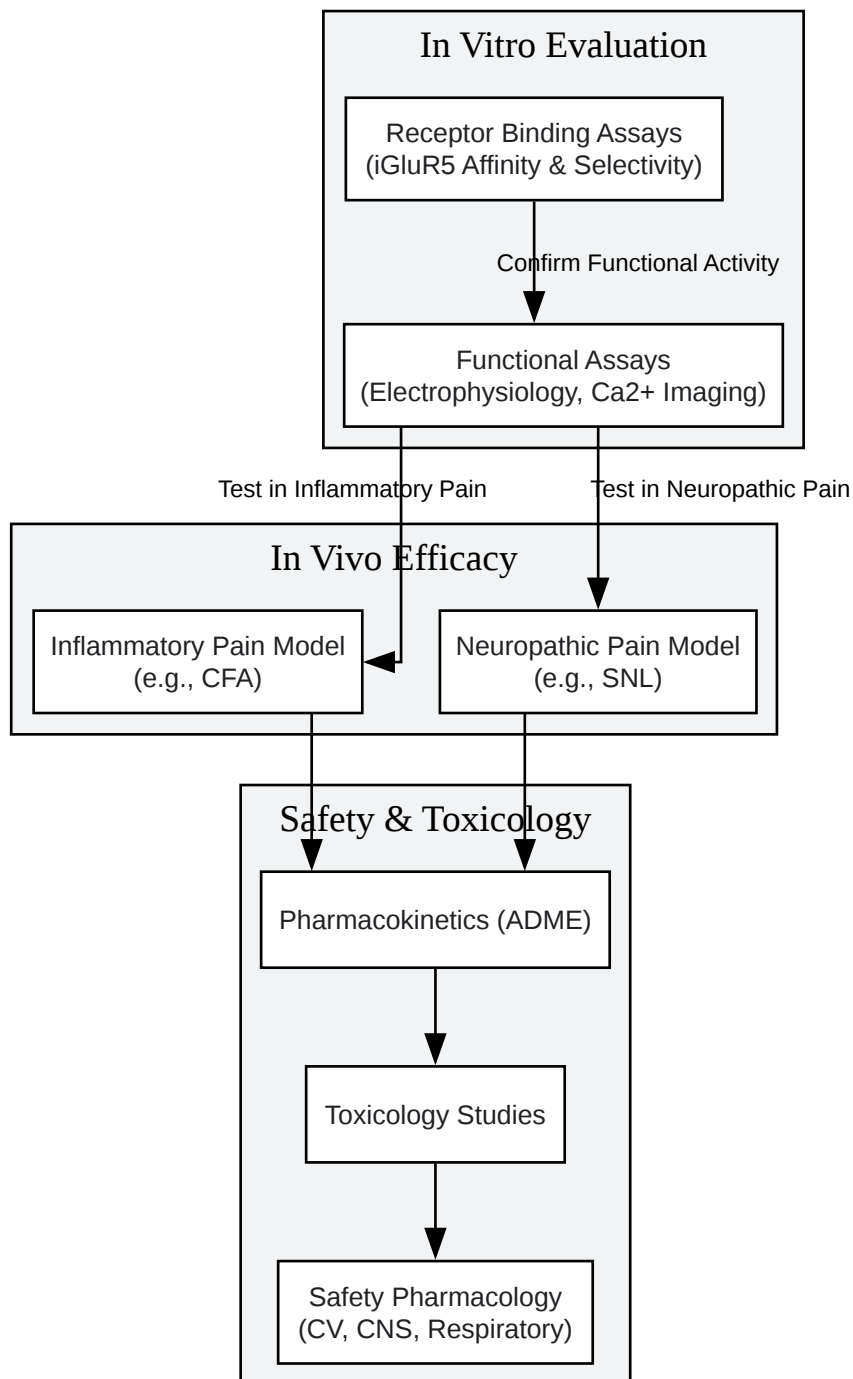 In Vitro Evaluation
Receptor Binding Assays
(iGluR5 Affinity & Selectivity)
Confirm Functional Activity
Functional Assays
(Electrophysiology, Ca2+ Imaging)
Test in Inflammatory Pain
Test in Neuropathic Pain
In Vivo Efficacy
Inflammatory Pain Model
(e.g., CFA)
Neuropathic Pain Model
(e.g., SNL)
Safety & Toxicology
Pharmacokinetics (ADME)
Toxicology Studies
Safety Pharmacology
(CV, CNS, Respiratory)